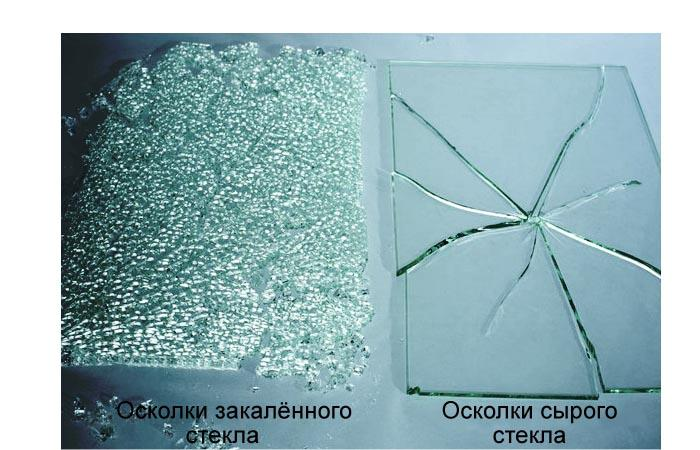 Осколки закалённого
стекла
Осколки сырого
стекла